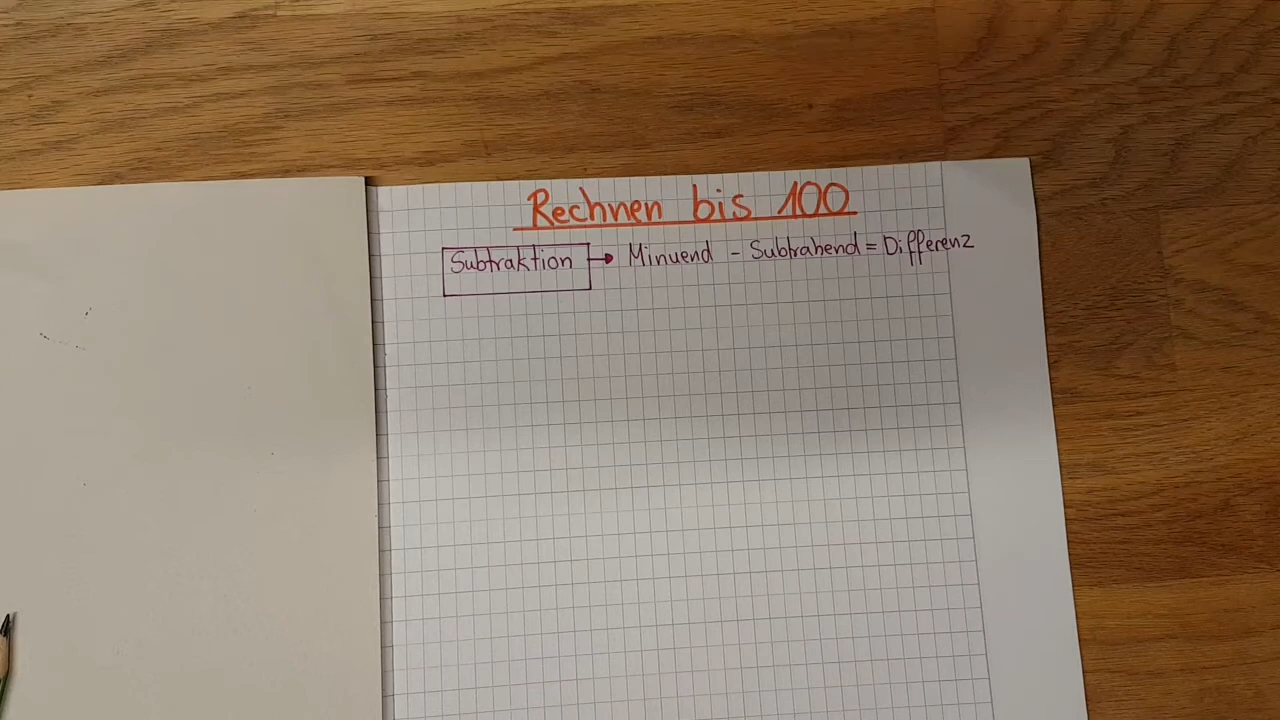 Rechnen bis 100
Subtraktion → Minuend - Subtrahend = Differenz